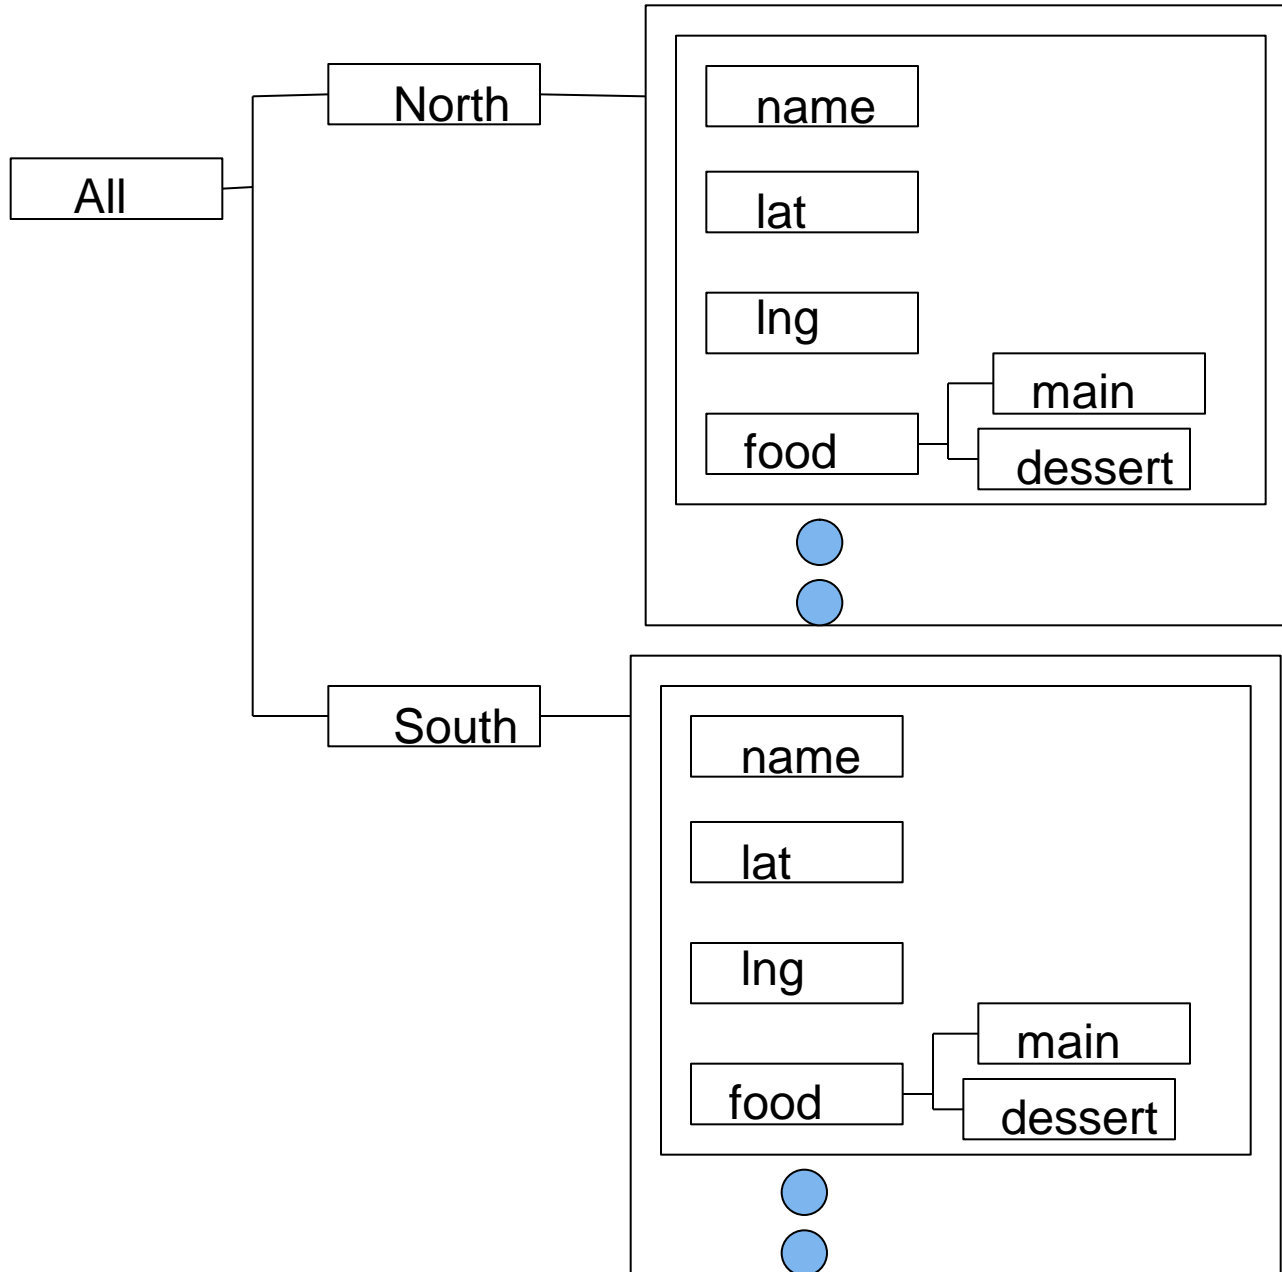 All
North
name
lat
lng
food
main
dessert
South
name
lat
lng
food
main
dessert